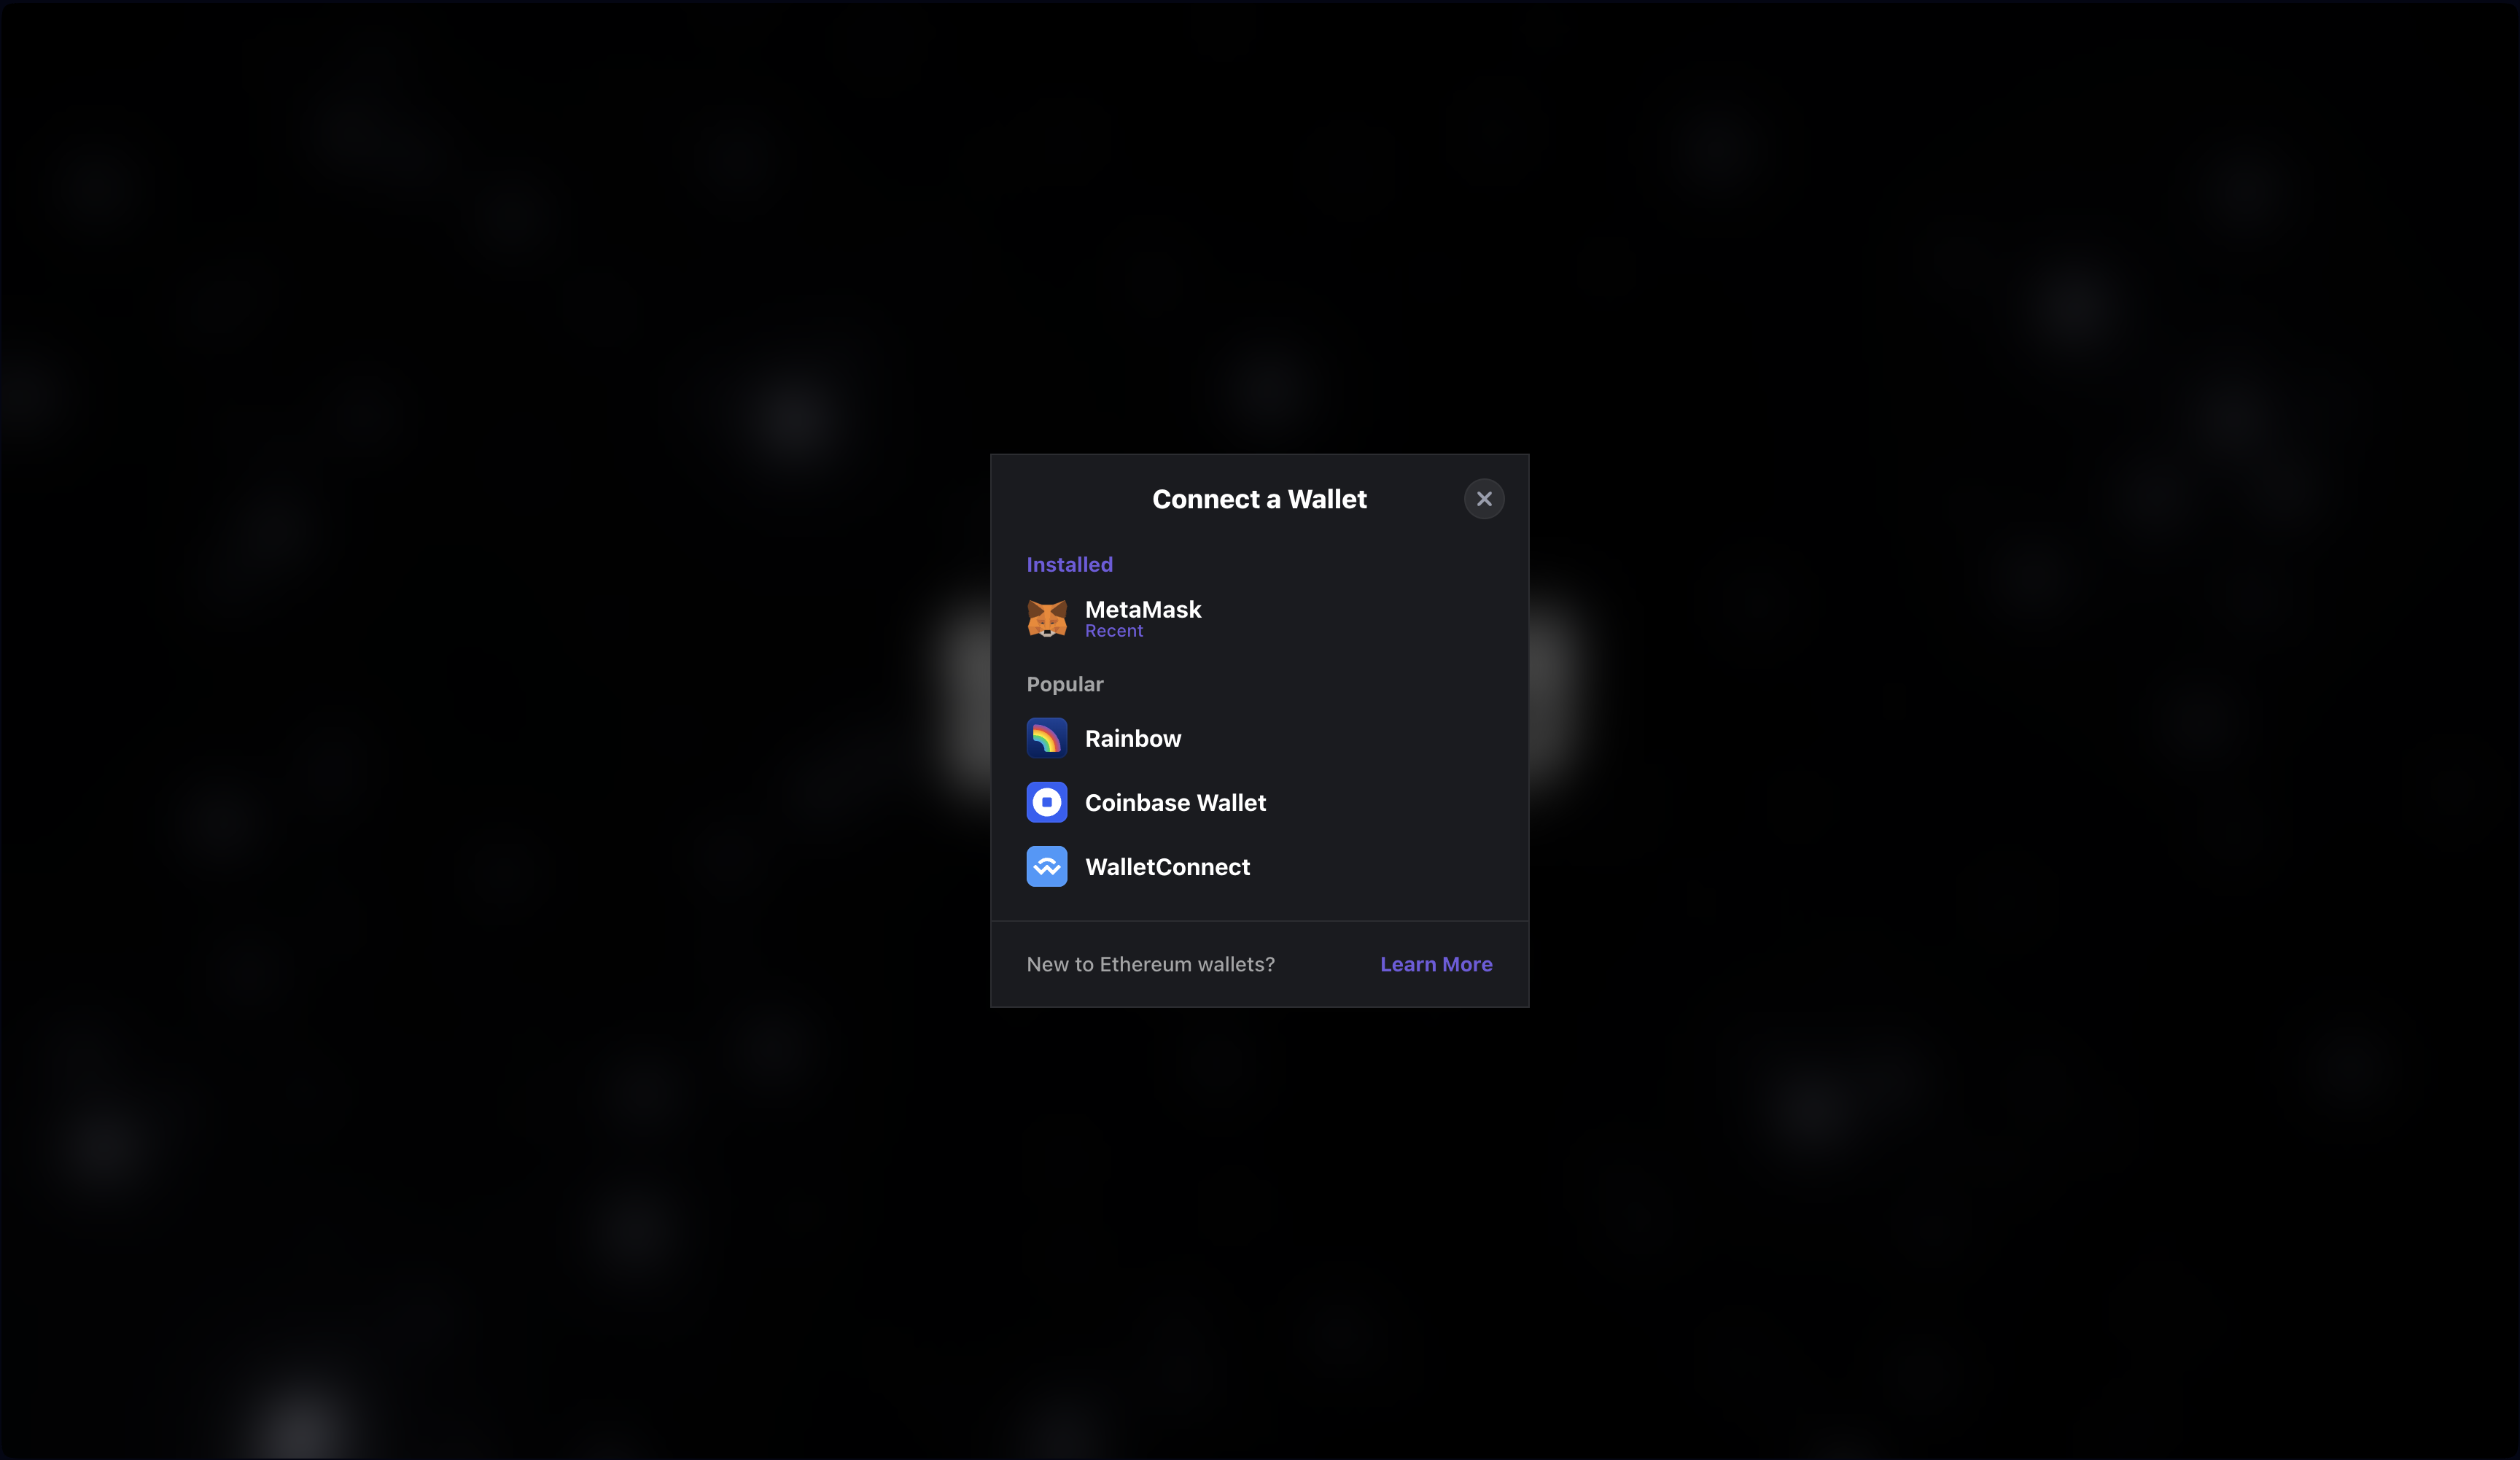 Connect a Wallet
Installed
MetaMask
Recent
Popular
Rainbow
Coinbase Wallet
WalletConnect
New to Ethereum wallets? Learn More